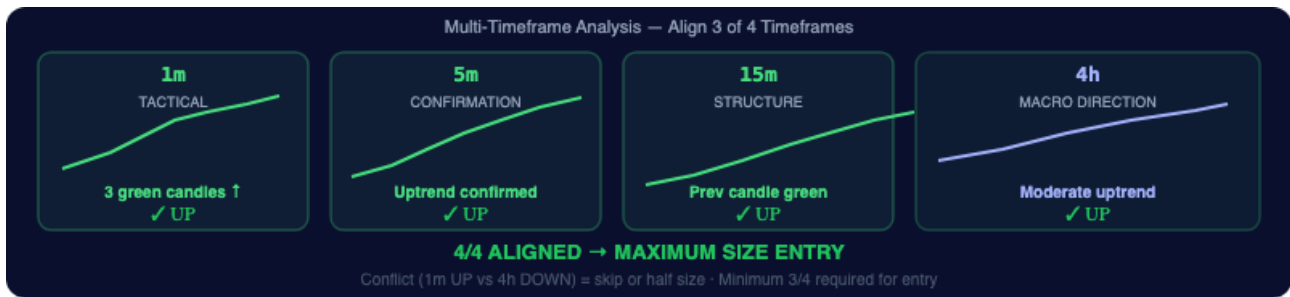 Multi-Timeframe Analysis — Align 3 of 4 Timeframes
1m
TACTICAL
3 green candles ↑
✓ UP
5m
CONFIRMATION
Uptrend confirmed
✓ UP
15m
STRUCTURE
Prev candle green
✓ UP
4h
MACRO DIRECTION
Moderate uptrend
✓ UP
4/4 ALIGNED → MAXIMUM SIZE ENTRY
Conflict (1m UP vs 4h DOWN) = skip or half size · Minimum 3/4 required for entry